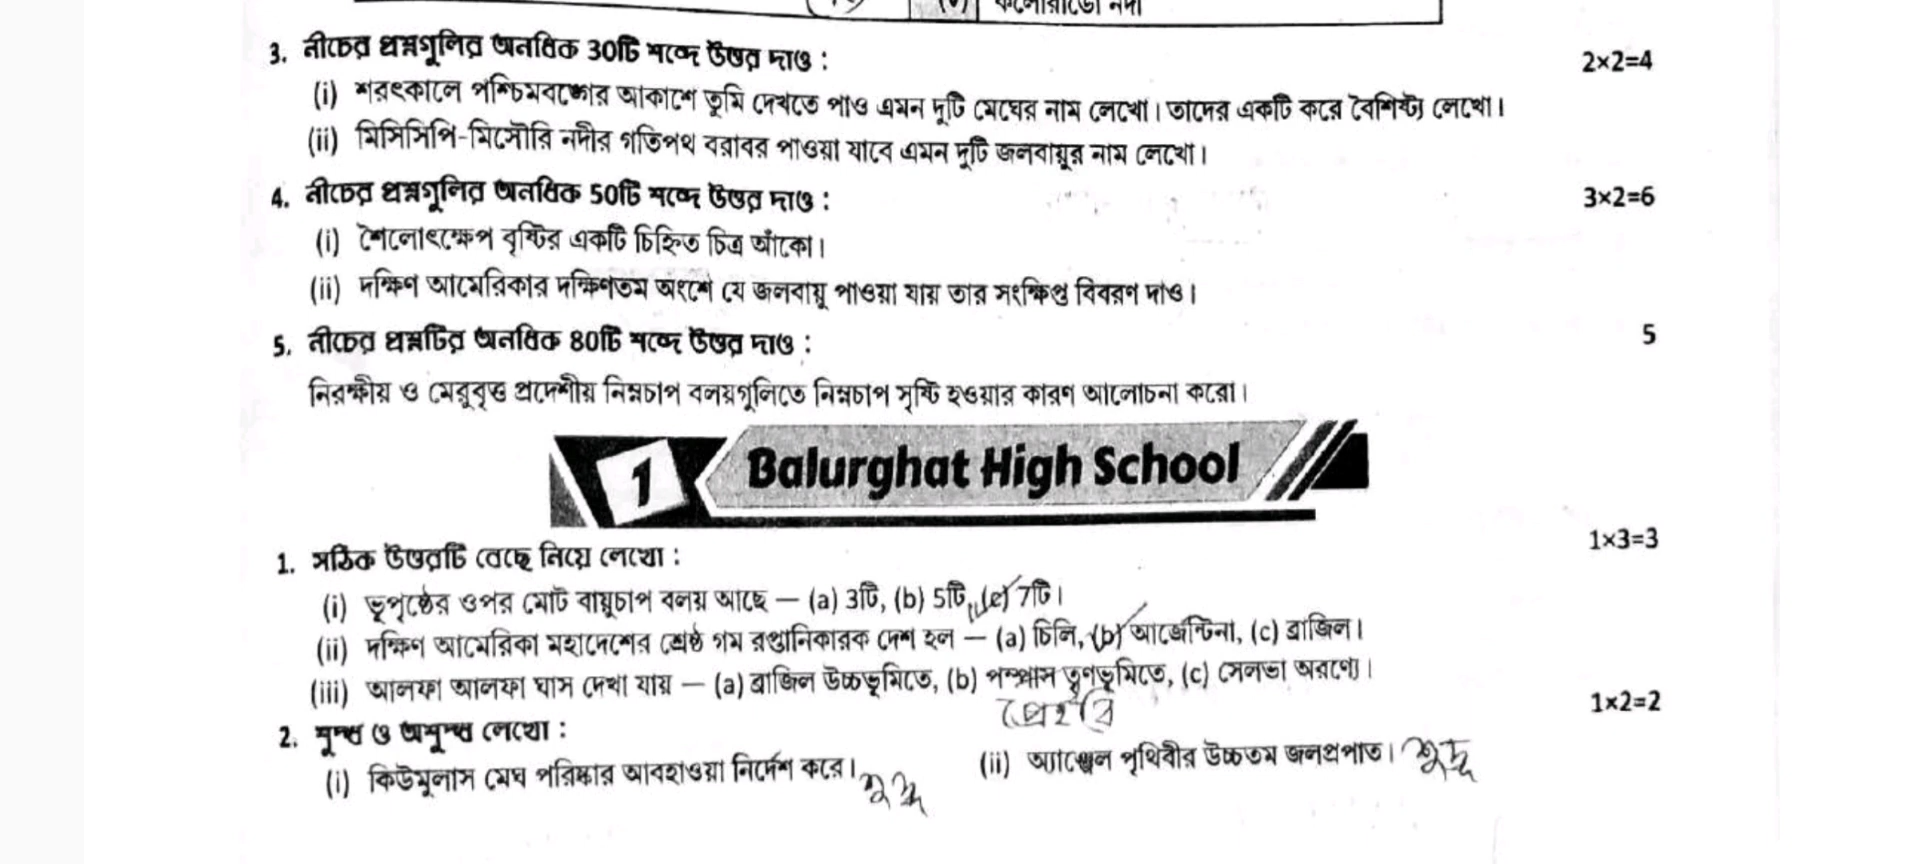 (v) কলোরাডো নদী
3. নীচের প্রশ্নগুলির অনধিক 30টি শব্দে উত্তর দাও : 2×2=4
(i) শরৎকালে পশ্চিমবঙ্গের আকাশে তুমি দেখতে পাও এমন দুটি মেঘের নাম লেখো। তাদের একটি করে বৈশিষ্ট্য লেখো।
(ii) মিসিসিপি-মিসৌরি নদীর গতিপথ বরাবর পাওয়া যাবে এমন দুটি জলবায়ুর নাম লেখো।
4. নীচের প্রশ্নগুলির অনধিক 50টি শব্দে উত্তর দাও : 3×2=6
(i) শৈলোৎক্ষেপ বৃষ্টির একটি চিহ্নিত চিত্র আঁকো।
(ii) দক্ষিণ আমেরিকার দক্ষিণতম অংশে যে জলবায়ু পাওয়া যায় তার সংক্ষিপ্ত বিবরণ দাও।
5. নীচের প্রশ্নটির অনধিক 80টি শব্দে উত্তর দাও : 5
নিরক্ষীয় ও মেরুবৃত্ত প্রদেশীয় নিম্নচাপ বলয়গুলিতে নিম্নচাপ সৃষ্টি হওয়ার কারণ আলোচনা করো।
1 Balurghat High School
1. সঠিক উত্তরটি বেছে নিয়ে লেখো : 1×3=3
(i) ভূপৃষ্ঠের ওপর মোট বায়ুচাপ বলয় আছে — (a) 3টি, (b) 5টি, (c) 7টি।
(ii) দক্ষিণ আমেরিকা মহাদেশের শ্রেষ্ঠ গম রপ্তানিকারক দেশ হল — (a) চিলি, (b) আর্জেন্টিনা, (c) ব্রাজিল।
(iii) আলফা আলফা ঘাস দেখা যায় — (a) ব্রাজিল উচ্চভূমিতে, (b) পম্পাস তৃণভূমিতে, (c) সেলভা অরণ্যে।
2. শুদ্ধ ও অশুদ্ধ লেখো : 1×2=2
(i) কিউমুলাস মেঘ পরিষ্কার আবহাওয়া নির্দেশ করে। শুদ্ধ (ii) অ্যাঞ্জেল পৃথিবীর উচ্চতম জলপ্রপাত। শুদ্ধ